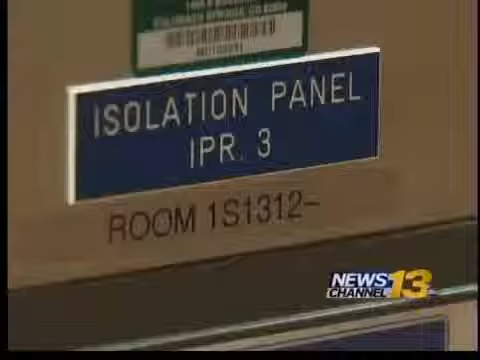 ISOLATION PANEL
IPR. 3
ROOM 1S1312-
NEWS
CHANNEL 13